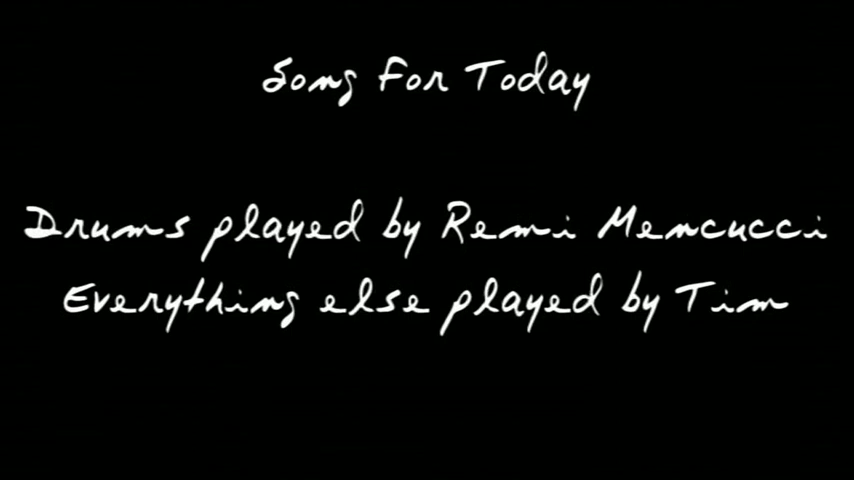 Song For Today
Drums played by Remi Mencucci
Everything else played by Tim